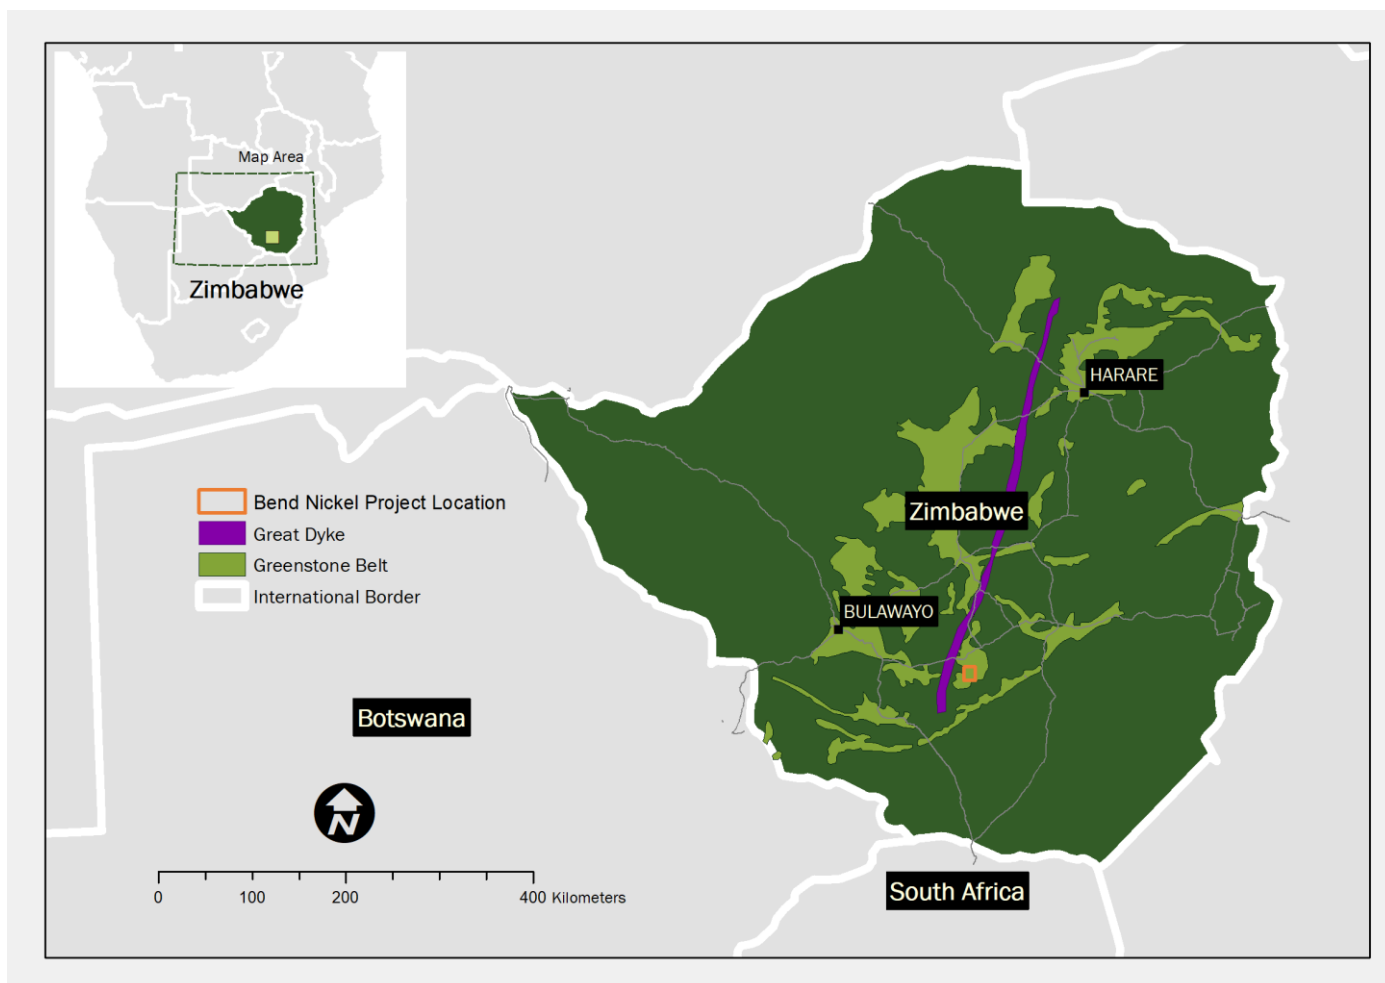 Map Area
Zimbabwe
HARARE
Bend Nickel Project Location
Zimbabwe
Great Dyke
Greenstone Belt
International Border
BULAWAYO
Botswana
N
0 100 200 400 Kilometers
South Africa